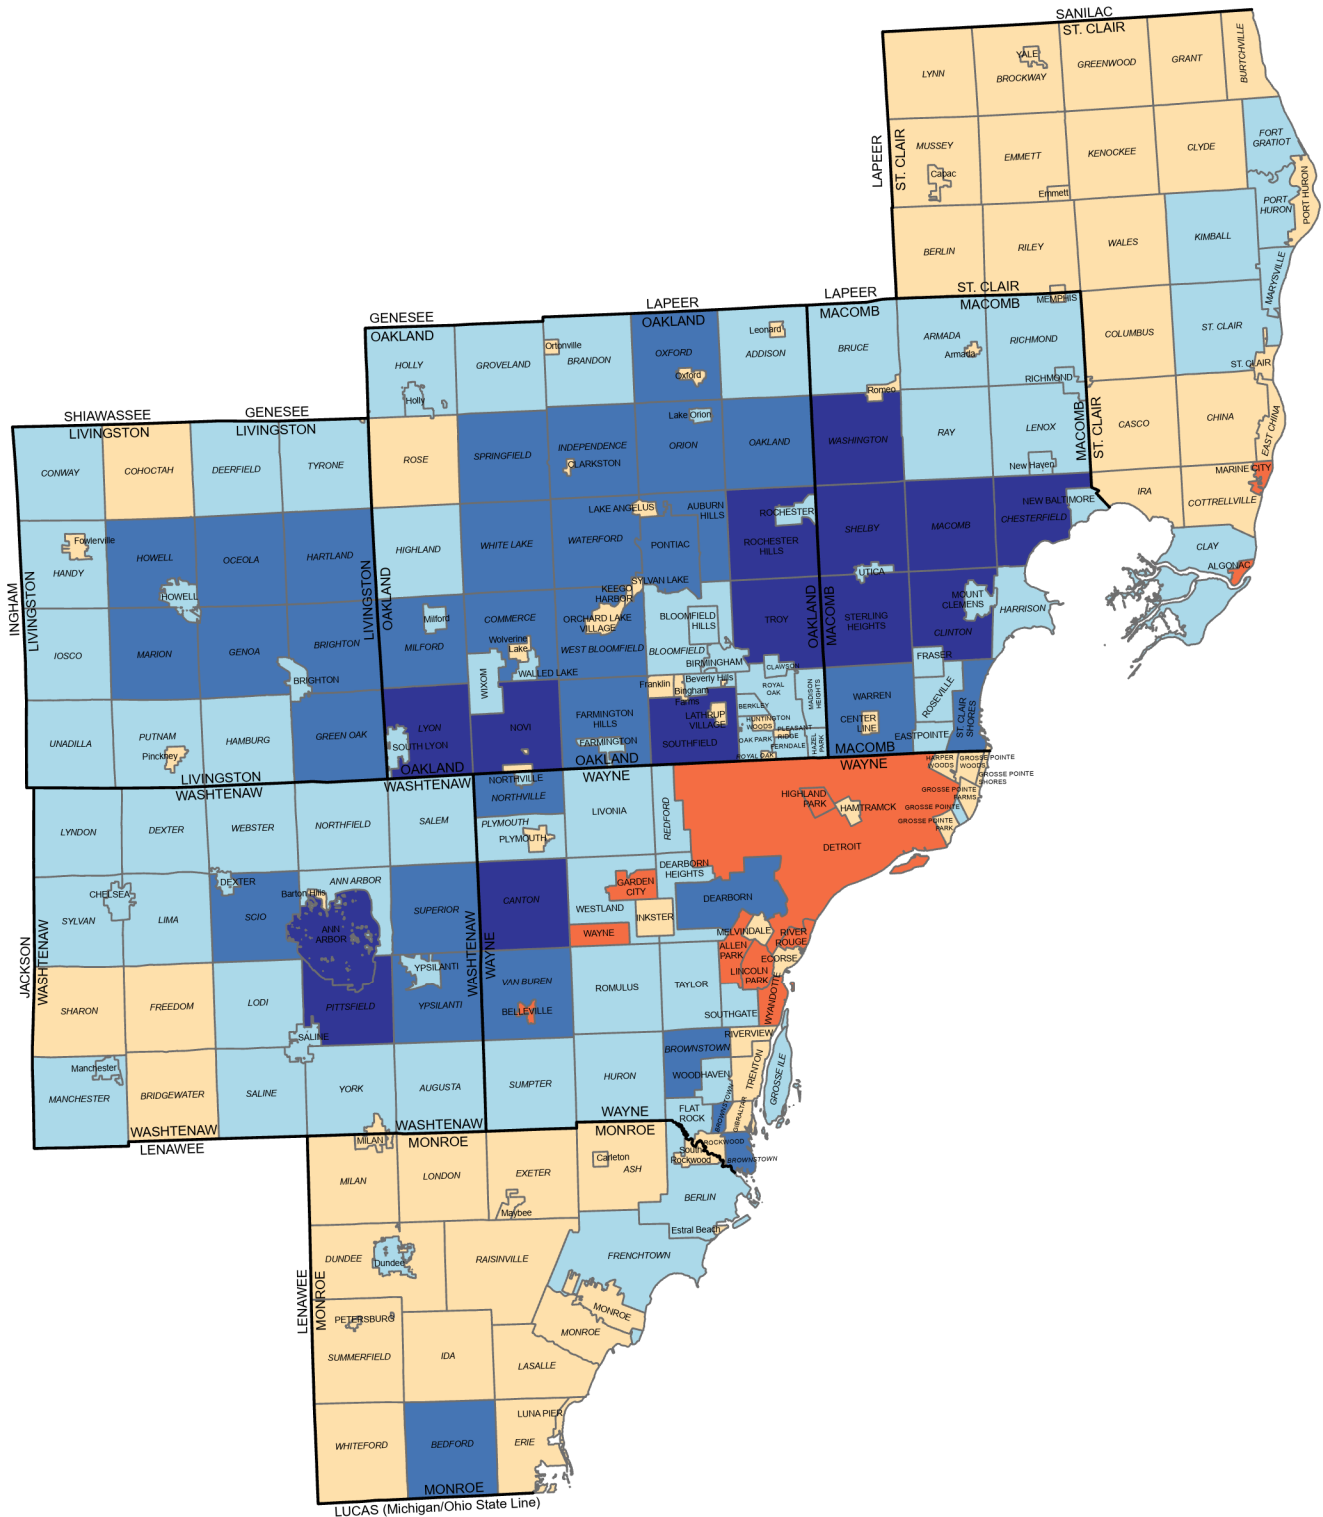 SANILAC
ST. CLAIR
LYNN
YALE
BROCKWAY
GREENWOOD
GRANT
BURTCHVILLE
LAPEER
ST. CLAIR
MUSSEY
Capac
EMMETT
Emmett
KENOCKEE
CLYDE
FORT
GRATIOT
PORT
HURON
PORT HURON
BERLIN
RILEY
WALES
KIMBALL
MARYSVILLE
ST. CLAIR
MACOMB
MEMPHIS
COLUMBUS
ST. CLAIR
ST. CLAIR
CASCO
CHINA
EAST CHINA
MARINE CITY
IRA
COTTRELLVILLE
CLAY
ALGONAC
MACOMB
ST. CLAIR
LAPEER
MACOMB
BRUCE
ARMADA
Armada
RICHMOND
RICHMOND
Romeo
WASHINGTON
RAY
LENOX
New Haven
NEW BALTIMORE
CHESTERFIELD
SHELBY
MACOMB
UTICA
STERLING
HEIGHTS
MOUNT
CLEMENS
CLINTON
HARRISON
FRASER
WARREN
CENTER
LINE
ROSEVILLE
EASTPOINTE
ST. CLAIR
SHORES
MACOMB
OAKLAND
MACOMB
LAPEER
OAKLAND
GENESEE
OAKLAND
HOLLY
Holly
GROVELAND
Ortonville
BRANDON
OXFORD
Oxford
Leonard
ADDISON
ROSE
SPRINGFIELD
INDEPENDENCE
CLARKSTON
Lake Orion
ORION
OAKLAND
HIGHLAND
WHITE LAKE
LAKE ANGELUS
WATERFORD
AUBURN
HILLS
PONTIAC
ROCHESTER
ROCHESTER
HILLS
SYLVAN LAKE
KEEGO
HARBOR
ORCHARD LAKE
VILLAGE
Milford
MILFORD
COMMERCE
Wolverine
Lake
WALLED LAKE
WIXOM
WEST BLOOMFIELD
BLOOMFIELD
BLOOMFIELD
HILLS
BIRMINGHAM
TROY
CLAWSON
ROYAL
OAK
MADISON
HEIGHTS
Franklin
Bingham
Farms
Beverly Hills
BERKLEY
HUNTINGTON
WOODS
PLEASANT
RIDGE
OAK PARK
FERNDALE
HAZEL
PARK
ROYAL OAK
LYON
SOUTH LYON
NOVI
FARMINGTON
HILLS
FARMINGTON
LATHRUP
VILLAGE
SOUTHFIELD
OAKLAND
OAKLAND
LIVINGSTON
OAKLAND
SHIAWASSEE
LIVINGSTON
GENESEE
LIVINGSTON
CONWAY
COHOCTAH
DEERFIELD
TYRONE
Fowlerville
HANDY
HOWELL
HOWELL
OCEOLA
HARTLAND
INGHAM
LIVINGSTON
IOSCO
MARION
GENOA
BRIGHTON
BRIGHTON
UNADILLA
PUTNAM
Pinckney
HAMBURG
GREEN OAK
LIVINGSTON
WASHTENAW
WASHTENAW
LYNDON
DEXTER
WEBSTER
NORTHFIELD
SALEM
CHELSEA
SYLVAN
LIMA
DEXTER
SCIO
Barton Hills
ANN ARBOR
ANN
ARBOR
SUPERIOR
JACKSON
WASHTENAW
SHARON
FREEDOM
LODI
PITTSFIELD
YPSILANTI
YPSILANTI
WASHTENAW
WAYNE
Manchester
MANCHESTER
BRIDGEWATER
SALINE
SALINE
YORK
AUGUSTA
WASHTENAW
LENAWEE
WASHTENAW
MONROE
WAYNE
WAYNE
NORTHVILLE
NORTHVILLE
PLYMOUTH
PLYMOUTH
LIVONIA
REDFORD
HIGHLAND
PARK
HAMTRAMCK
DETROIT
HARPER
WOODS
GROSSE POINTE
WOODS
GROSSE POINTE
SHORES
GROSSE POINTE
FARMS
GROSSE POINTE
GROSSE POINTE
PARK
DEARBORN
HEIGHTS
DEARBORN
CANTON
GARDEN
CITY
WESTLAND
INKSTER
WAYNE
MELVINDALE
RIVER
ROUGE
ALLEN
PARK
LINCOLN
PARK
ECORSE
VAN BUREN
BELLEVILLE
ROMULUS
TAYLOR
SOUTHGATE
WYANDOTTE
RIVERVIEW
BROWNSTOWN
WOODHAVEN
TRENTON
GROSSE ILE
SUMPTER
HURON
FLAT
ROCK
BROWNSTOWN
GIBRALTAR
ROCKWOOD
BROWNSTOWN
WAYNE
MONROE
MILAN
MILAN
LONDON
EXETER
Maybee
Carleton
ASH
South
Rockwood
BERLIN
Estral Beach
DUNDEE
Dundee
RAISINVILLE
FRENCHTOWN
MONROE
MONROE
LENAWEE
MONROE
PETERSBURG
SUMMERFIELD
IDA
LASALLE
LUNA PIER
WHITEFORD
BEDFORD
ERIE
MONROE
LUCAS (Michigan/Ohio State Line)